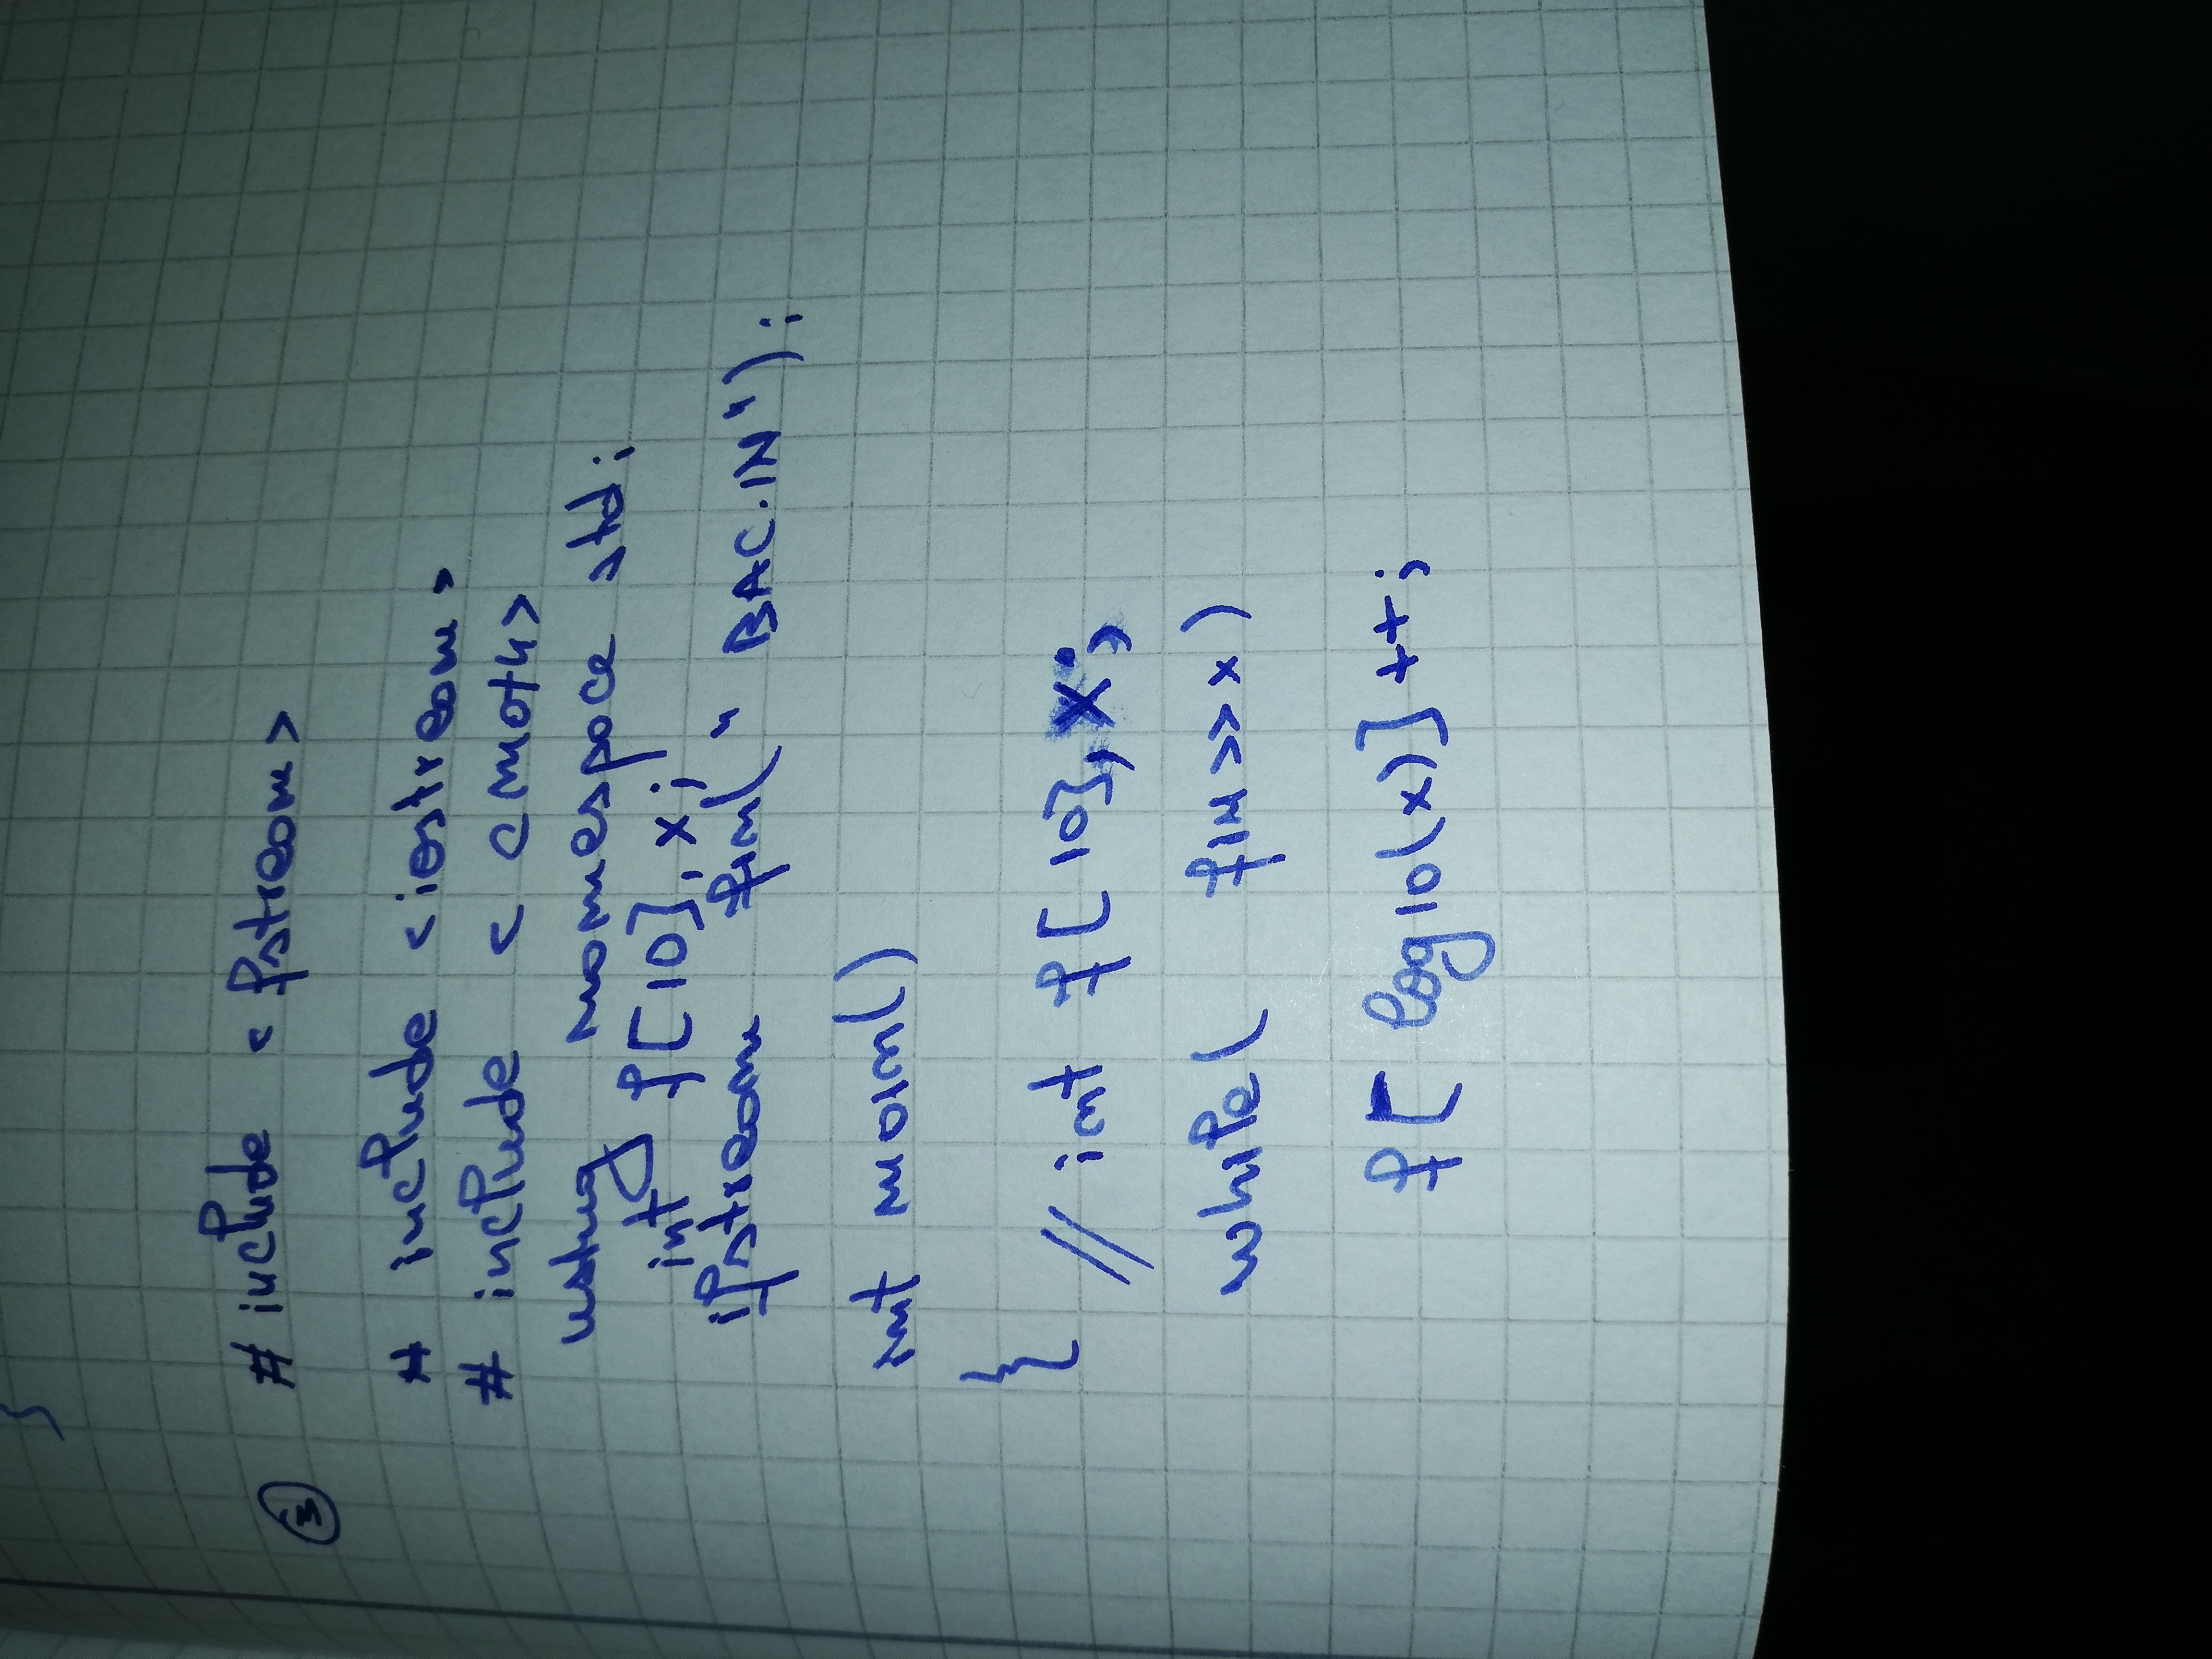 }
③ # include <fstream>
# include <iostream>
# include <cmath>
using namespace std;
int f[10], x;
ifstream fin("BAC.IN");
int main()
{
// int f[10], x;
while( fin>>x)
f[log10(x)]++;